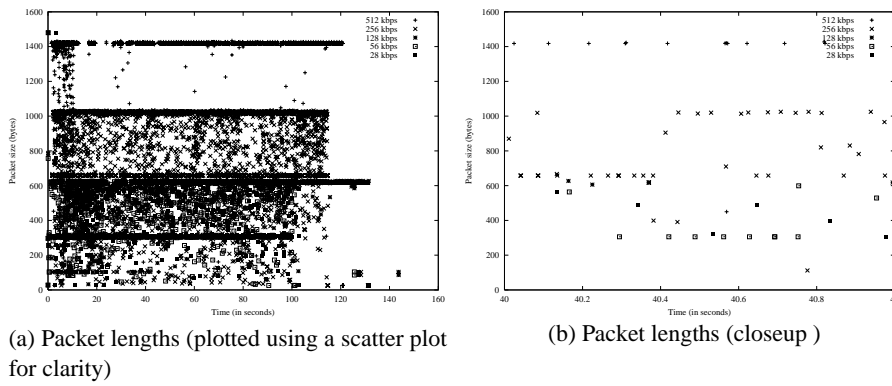 1600
1400
1200
1000
800
600
400
200
0
Packet size (bytes)
0 20 40 60 80 100 120 140 160
Time (in seconds)
512 kbps
256 kbps
128 kbps
56 kbps
28 kbps
(a) Packet lengths (plotted using a scatter plot
for clarity)
1600
1400
1200
1000
800
600
400
200
0
Packet size (bytes)
40 40.2 40.4 40.6 40.8
Time (in seconds)
512 kbps
256 kbps
128 kbps
56 kbps
28 kbps
(b) Packet lengths (closeup )